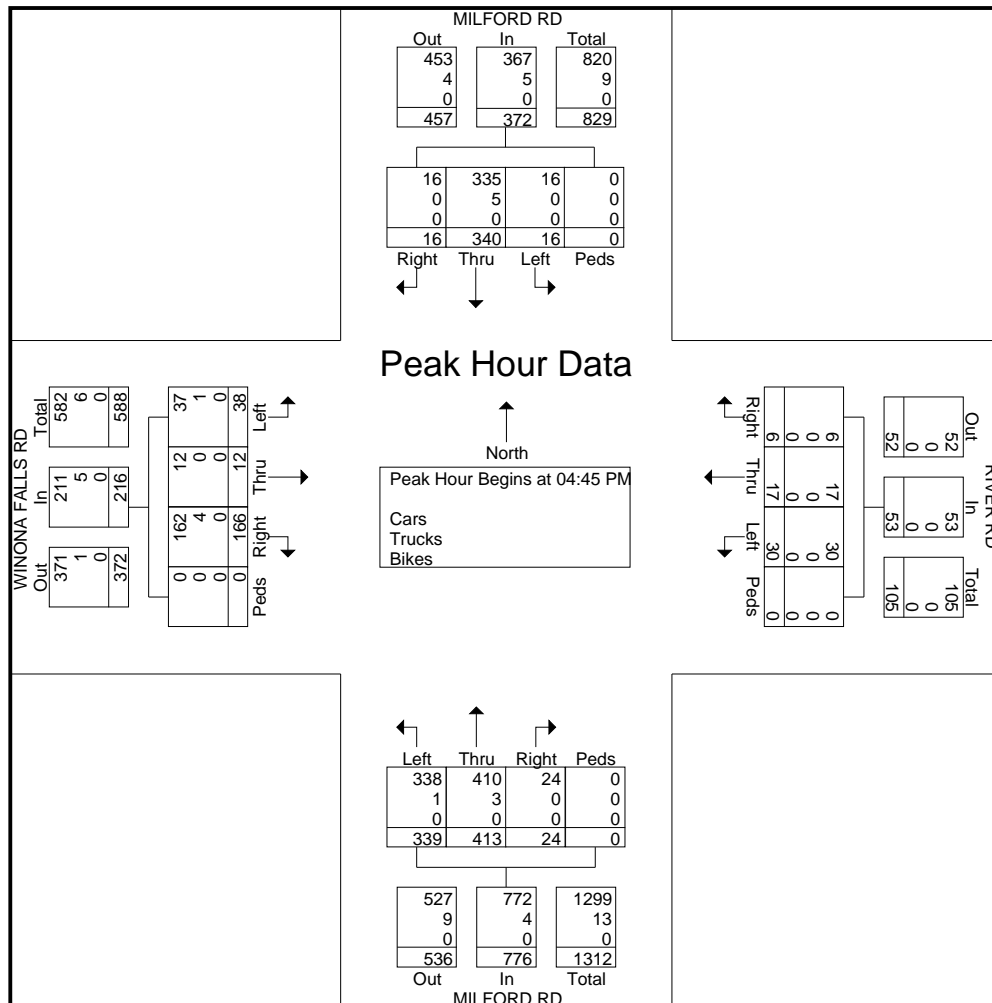 MILFORD RD
Out In Total
453 367 820
4 5 9
0 0 0
457 372 829
16 335 16 0
0 5 0 0
0 0 0 0
16 340 16 0
Right Thru Left Peds
Peak Hour Data
North
Peak Hour Begins at 04:45 PM
Cars
Trucks
Bikes
WINONA FALLS RD
Total In Out
582 211 371
6 5 1
0 0 0
588 216 372
37 12 162 0
1 0 4 0
0 0 0 0
38 12 166 0
Left Thru Right Peds
RIVER RD
Out In Total
52 53 105
0 0 0
0 0 0
52 53 105
6 17 30 0
0 0 0 0
0 0 0 0
6 17 30 0
Right Thru Left Peds
Left Thru Right Peds
338 410 24 0
1 3 0 0
0 0 0 0
339 413 24 0
527 772 1299
9 4 13
0 0 0
536 776 1312
Out In Total
MILFORD RD